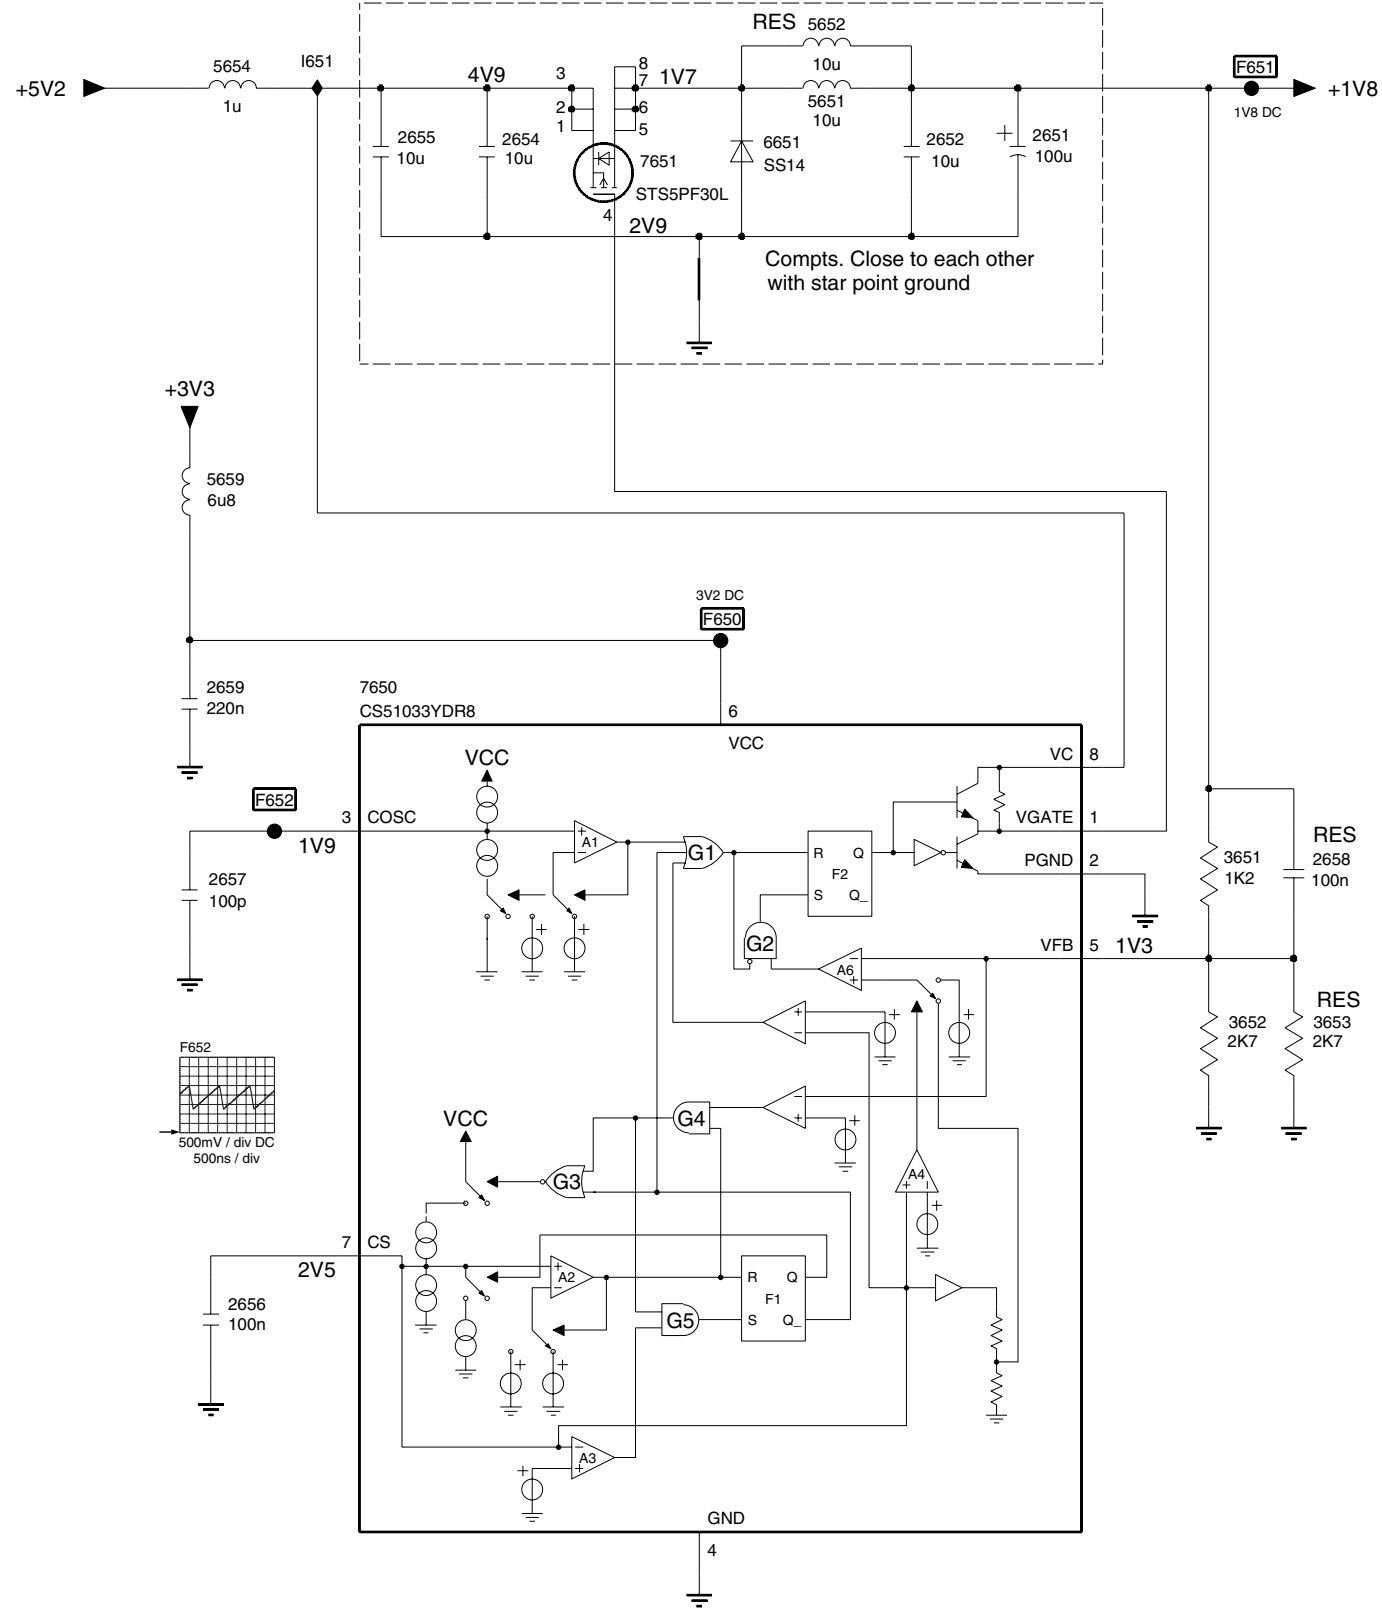 RES 5652
10u
+5V2
5654
1u
I651
4V9
3
2
1
8
7
6
5
1V7
5651
10u
F651
1V8 DC
+1V8
2655
10u
2654
10u
7651
STS5PF30L
4
2V9
6651
SS14
2652
10u
+
2651
100u
Compts. Close to each other
with star point ground
+3V3
5659
6u8
3V2 DC
F650
2659
220n
7650
CS51033YDR8
6
VCC
VCC
VC 8
F652
3 COSC
1V9
2657
100p
+
A1
−
G1
R Q
F2
S Q_
G2
VGATE 1
PGND 2
3651
1K2
RES
2658
100n
VFB 5 1V3
−
A6
+
+ +
+
−
+
+
3652
2K7
RES
3653
2K7
F652
500mV / div DC
500ns / div
VCC
G4
−
+
+
G3
A4
+ −
+
7 CS
2V5
2656
100n
+
A2
−
R Q
F1
S Q_
G5
+ +
−
A3
+
+
GND
4